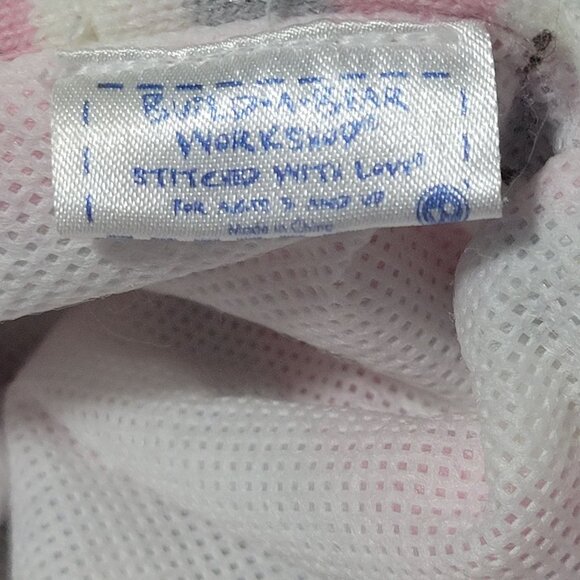 BUILD-A-BEAR
WORKSHOP®
STITCHED WITH LOVE®
FOR AGES 3 AND UP
Made in China